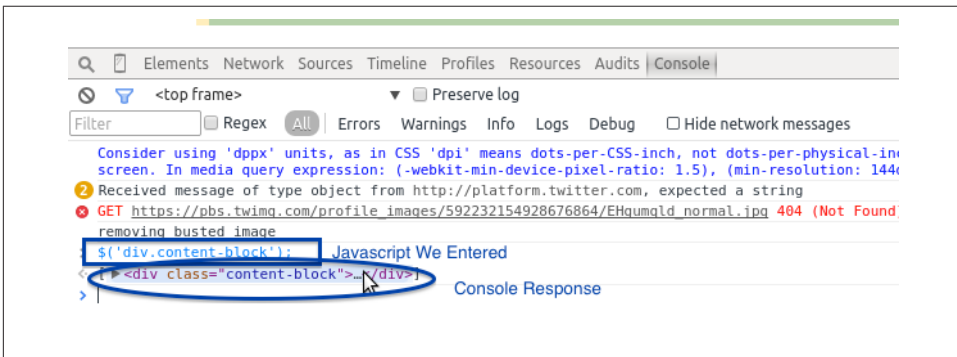 Elements Network Sources Timeline Profiles Resources Audits Console
<top frame> ▼ Preserve log
Filter Regex All Errors Warnings Info Logs Debug Hide network messages
Consider using 'dppx' units, as in CSS 'dpi' means dots-per-CSS-inch, not dots-per-physical-in
screen. In media query expression: (-webkit-min-device-pixel-ratio: 1.5), (min-resolution: 144
2 Received message of type object from http://platform.twitter.com, expected a string
GET https://pbs.twimg.com/profile_images/592232154928676864/EHqumqld_normal.jpg 404 (Not Found)
removing busted image
> $('div.content-block'); Javascript We Entered
[▶<div class="content-block">…</div>]
Console Response
>